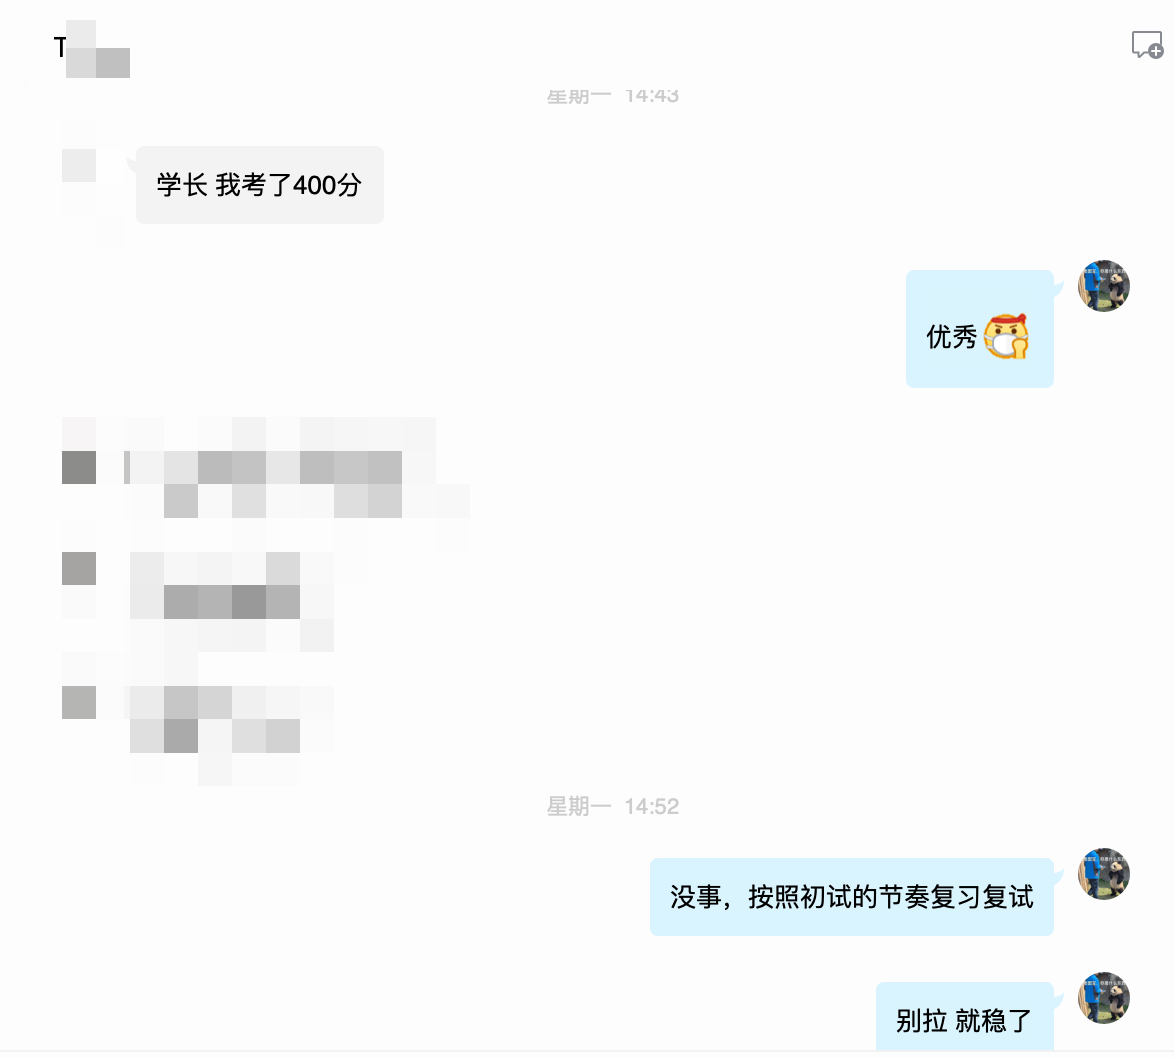 T
星期一 14:43
学长 我考了400分
优秀
星期一 14:52
没事，按照初试的节奏复习复试
别拉 就稳了